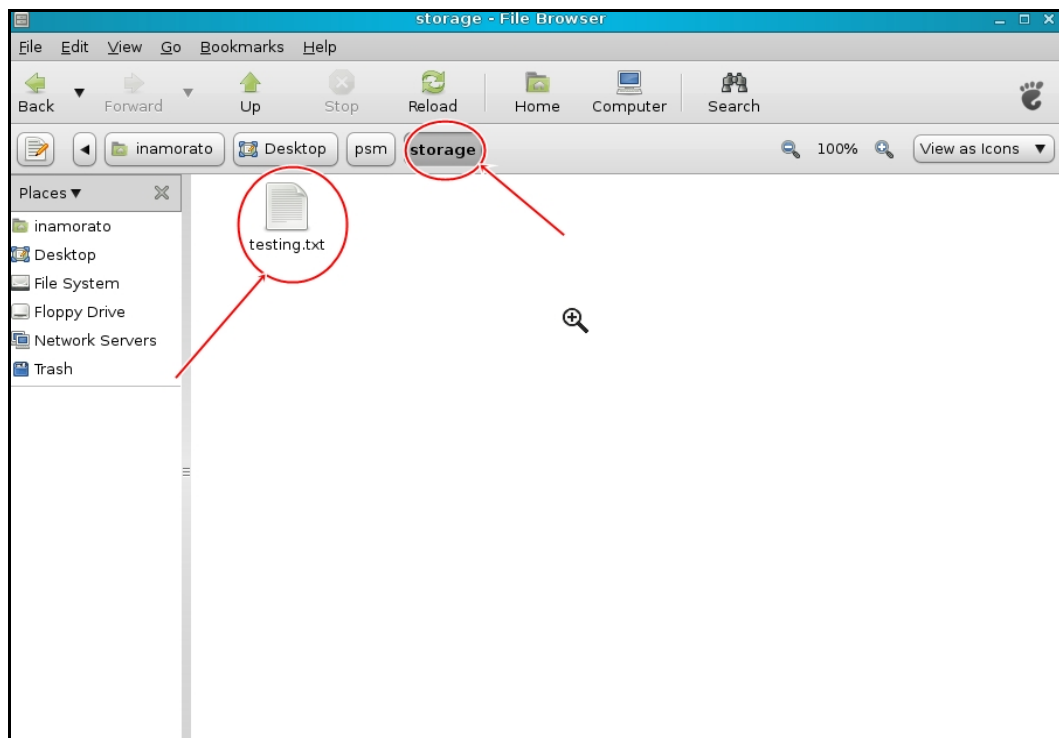 storage - File Browser
File Edit View Go Bookmarks Help
Back Forward Up Stop Reload Home Computer Search
inamorato Desktop psm storage 100% View as Icons
Places
inamorato
Desktop
File System
Floppy Drive
Network Servers
Trash
testing.txt